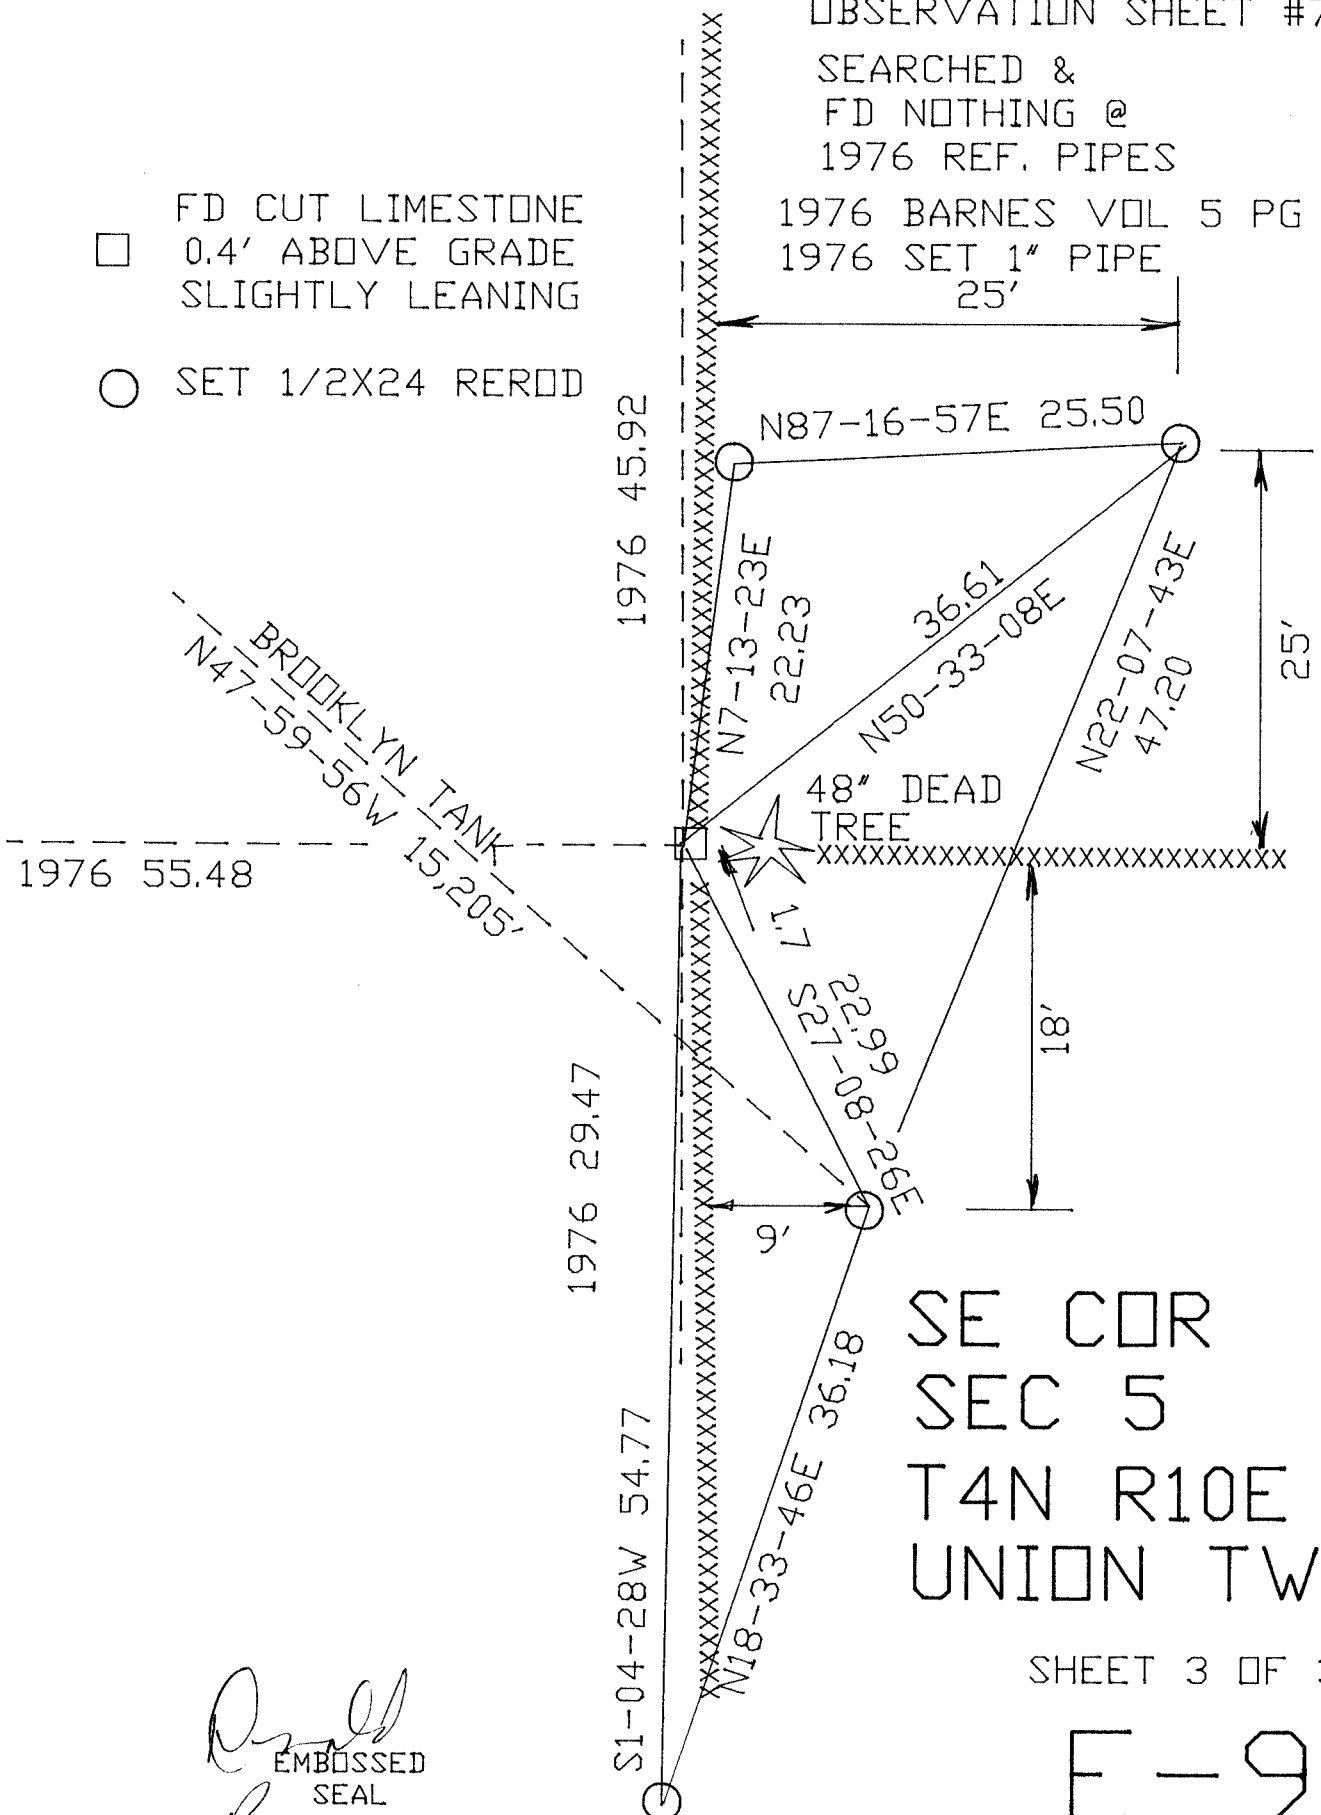 OBSERVATION SHEET #7
SEARCHED &
FD NOTHING @
1976 REF. PIPES
1976 BARNES VOL 5 PG
1976 SET 1" PIPE
25'
FD CUT LIMESTONE
0.4' ABOVE GRADE
SLIGHTLY LEANING
SET 1/2X24 REROD
1976 45.92
N87-16-57E 25.50
N7-13-23E
22.23
36.61
N50-33-08E
N22-07-43E
47.20
25'
BROOKLYN TANK
N47-59-56W 15,205'
48" DEAD
TREE
1976 55.48
1.7
22.99
S27-08-26E
18'
1976 29.47
9'
SE COR
SEC 5
T4N R10E
UNION TW
S1-04-28W 54.77
N18-33-46E 36.18
SHEET 3 OF
Donald
EMBOSSED
SEAL
-9